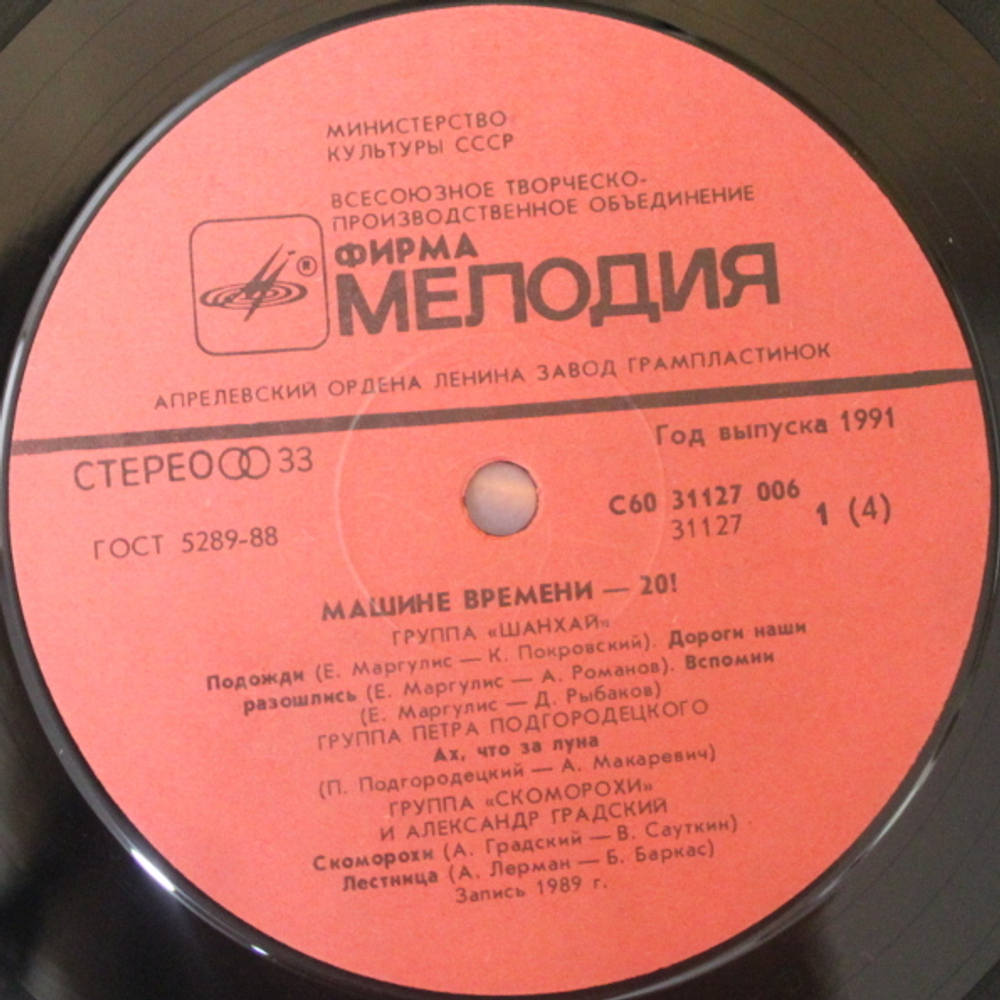 МИНИСТЕРСТВО
КУЛЬТУРЫ СССР
ВСЕСОЮЗНОЕ ТВОРЧЕСКО-
ПРОИЗВОДСТВЕННОЕ ОБЪЕДИНЕНИЕ
ФИРМА
®
МЕЛОДИЯ
АПРЕЛЕВСКИЙ ОРДЕНА ЛЕНИНА ЗАВОД ГРАМПЛАСТИНОК
СТЕРЕО 33
Год выпуска 1991
ГОСТ 5289-88
С60 31127 006
31127
1 (4)
МАШИНЕ ВРЕМЕНИ — 20!
ГРУППА «ШАНХАЙ»
Подожди (Е. Маргулис — К. Покровский). Дороги наши
разошлись (Е. Маргулис — А. Романов). Вспомни
(Е. Маргулис — Д. Рыбаков)
ГРУППА ПЕТРА ПОДГОРОДЕЦКОГО
Ах, что за луна
(П. Подгородецкий — А. Макаревич)
ГРУППА «СКОМОРОХИ»
И АЛЕКСАНДР ГРАДСКИЙ
Скоморохи (А. Градский — В. Сауткин)
Лестница (А. Лерман — Б. Баркас)
Запись 1989 г.